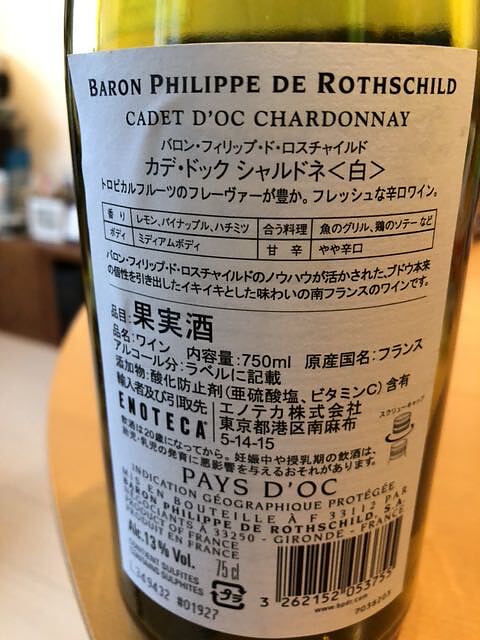 BARON PHILIPPE DE ROTHSCHILD
CADET D'OC CHARDONNAY
バロン・フィリップ・ド・ロスチャイルド
カデ・ドック シャルドネ<白>
トロピカルフルーツのフレーヴァーが豊か。フレッシュな辛口ワイン。
香り レモン、パイナップル、ハチミツ 合う料理 魚のグリル、鶏のソテーなど
ボディ ミディアムボディ 甘辛 やや辛口
バロン・フィリップ・ド・ロスチャイルドのノウハウが活かされた、ブドウ本来
の個性を引き出したイキイキとした味わいの南フランスのワインです。
品目:果実酒
品名:ワイン 内容量:750ml 原産国名:フランス
アルコール分:ラベルに記載
添加物:酸化防止剤(亜硫酸塩、ビタミンC)含有
輸入者及び引取先 エノテカ株式会社
ENOTECA 東京都港区南麻布
5-14-15
スクリューキャップ
飲酒は20歳になってから。妊娠中や授乳期の飲酒は、
胎児・乳児の発育に悪影響を与えるおそれがあります。
PAYS D'OC
INDICATION GÉOGRAPHIQUE PROTÉGÉE
MIS EN BOUTEILLE À F 33112 PAR
BARON PHILIPPE DE ROTHSCHILD, S.A.
NÉGOCIANTS À 33250 - GIRONDE - FRANCE
PRODUIT DE FRANCE
PRODUCT OF FRANCE
Alc.13% Vol.
75 cl
CONTIENT SULFITES
CONTAINS SULPHITES
L349432 #01927
3 262152 053755
www.bpdr.com
7038203